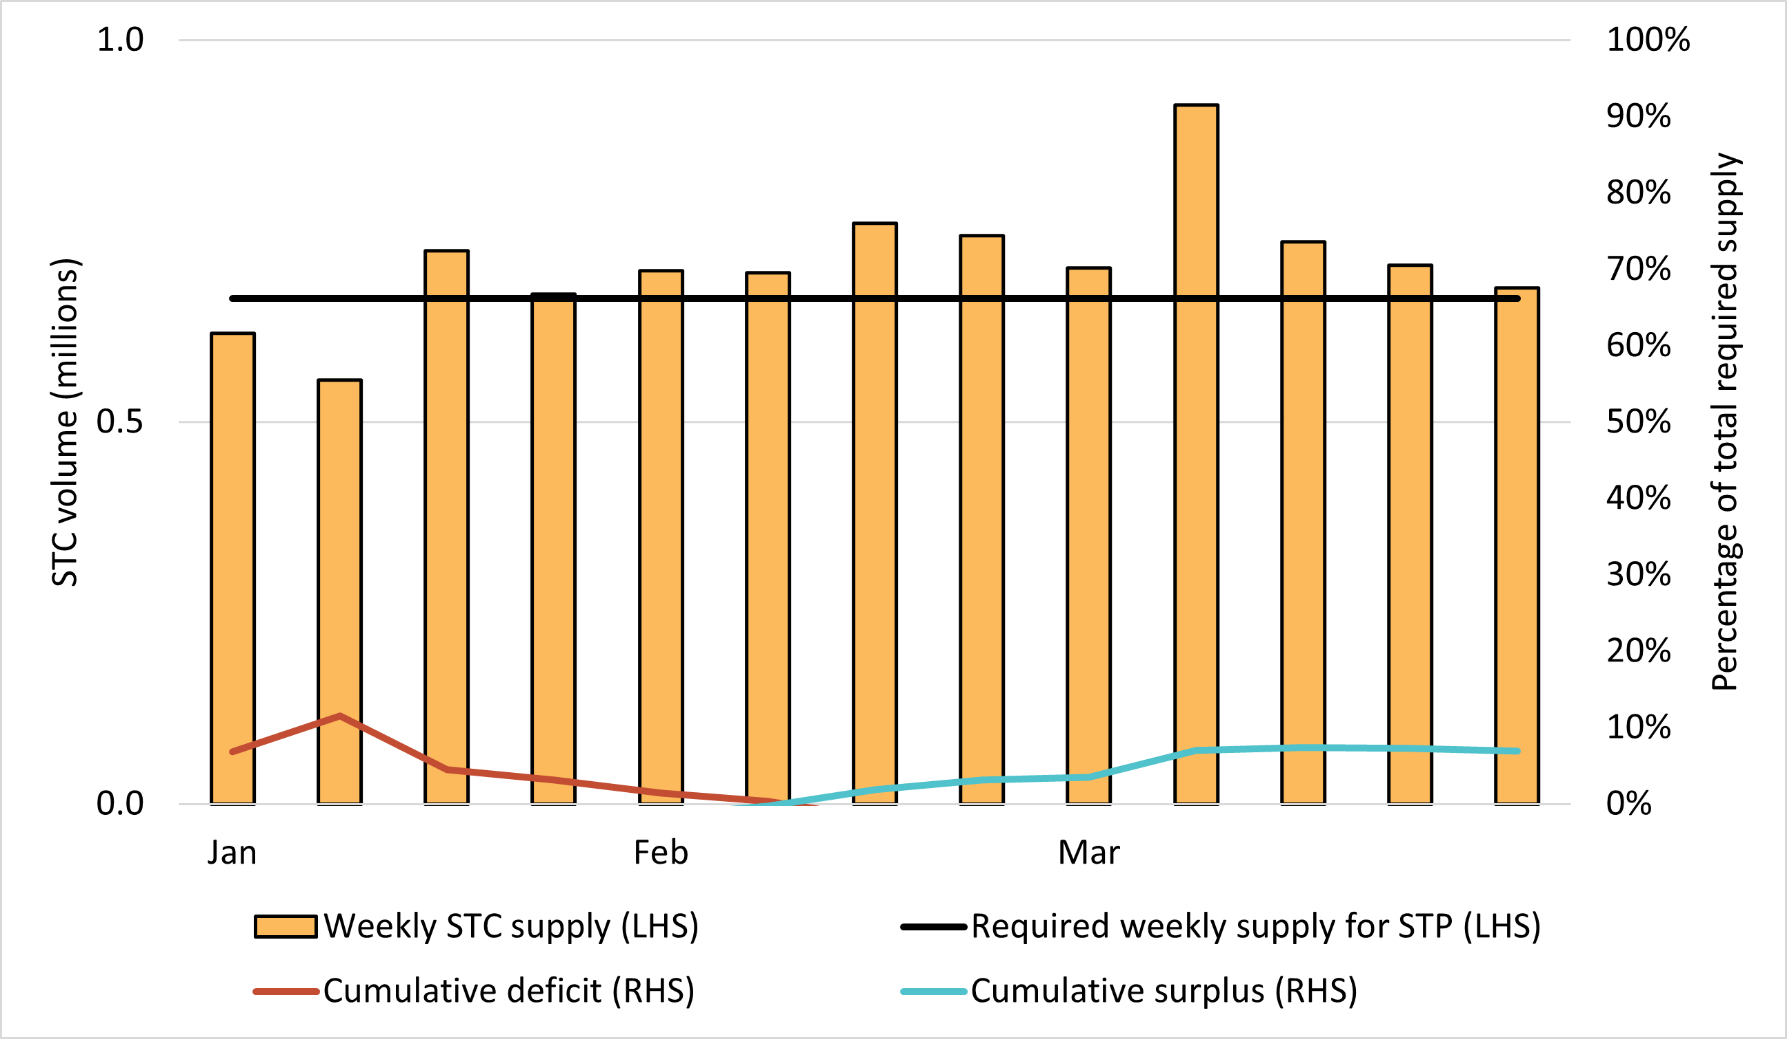 STC volume (millions)
1.0
0.5
0.0
100%
90%
80%
70%
60%
50%
40%
30%
20%
10%
0%
Percentage of total required supply
Jan
Feb
Mar
Weekly STC supply (LHS)
Required weekly supply for STP (LHS)
Cumulative deficit (RHS)
Cumulative surplus (RHS)